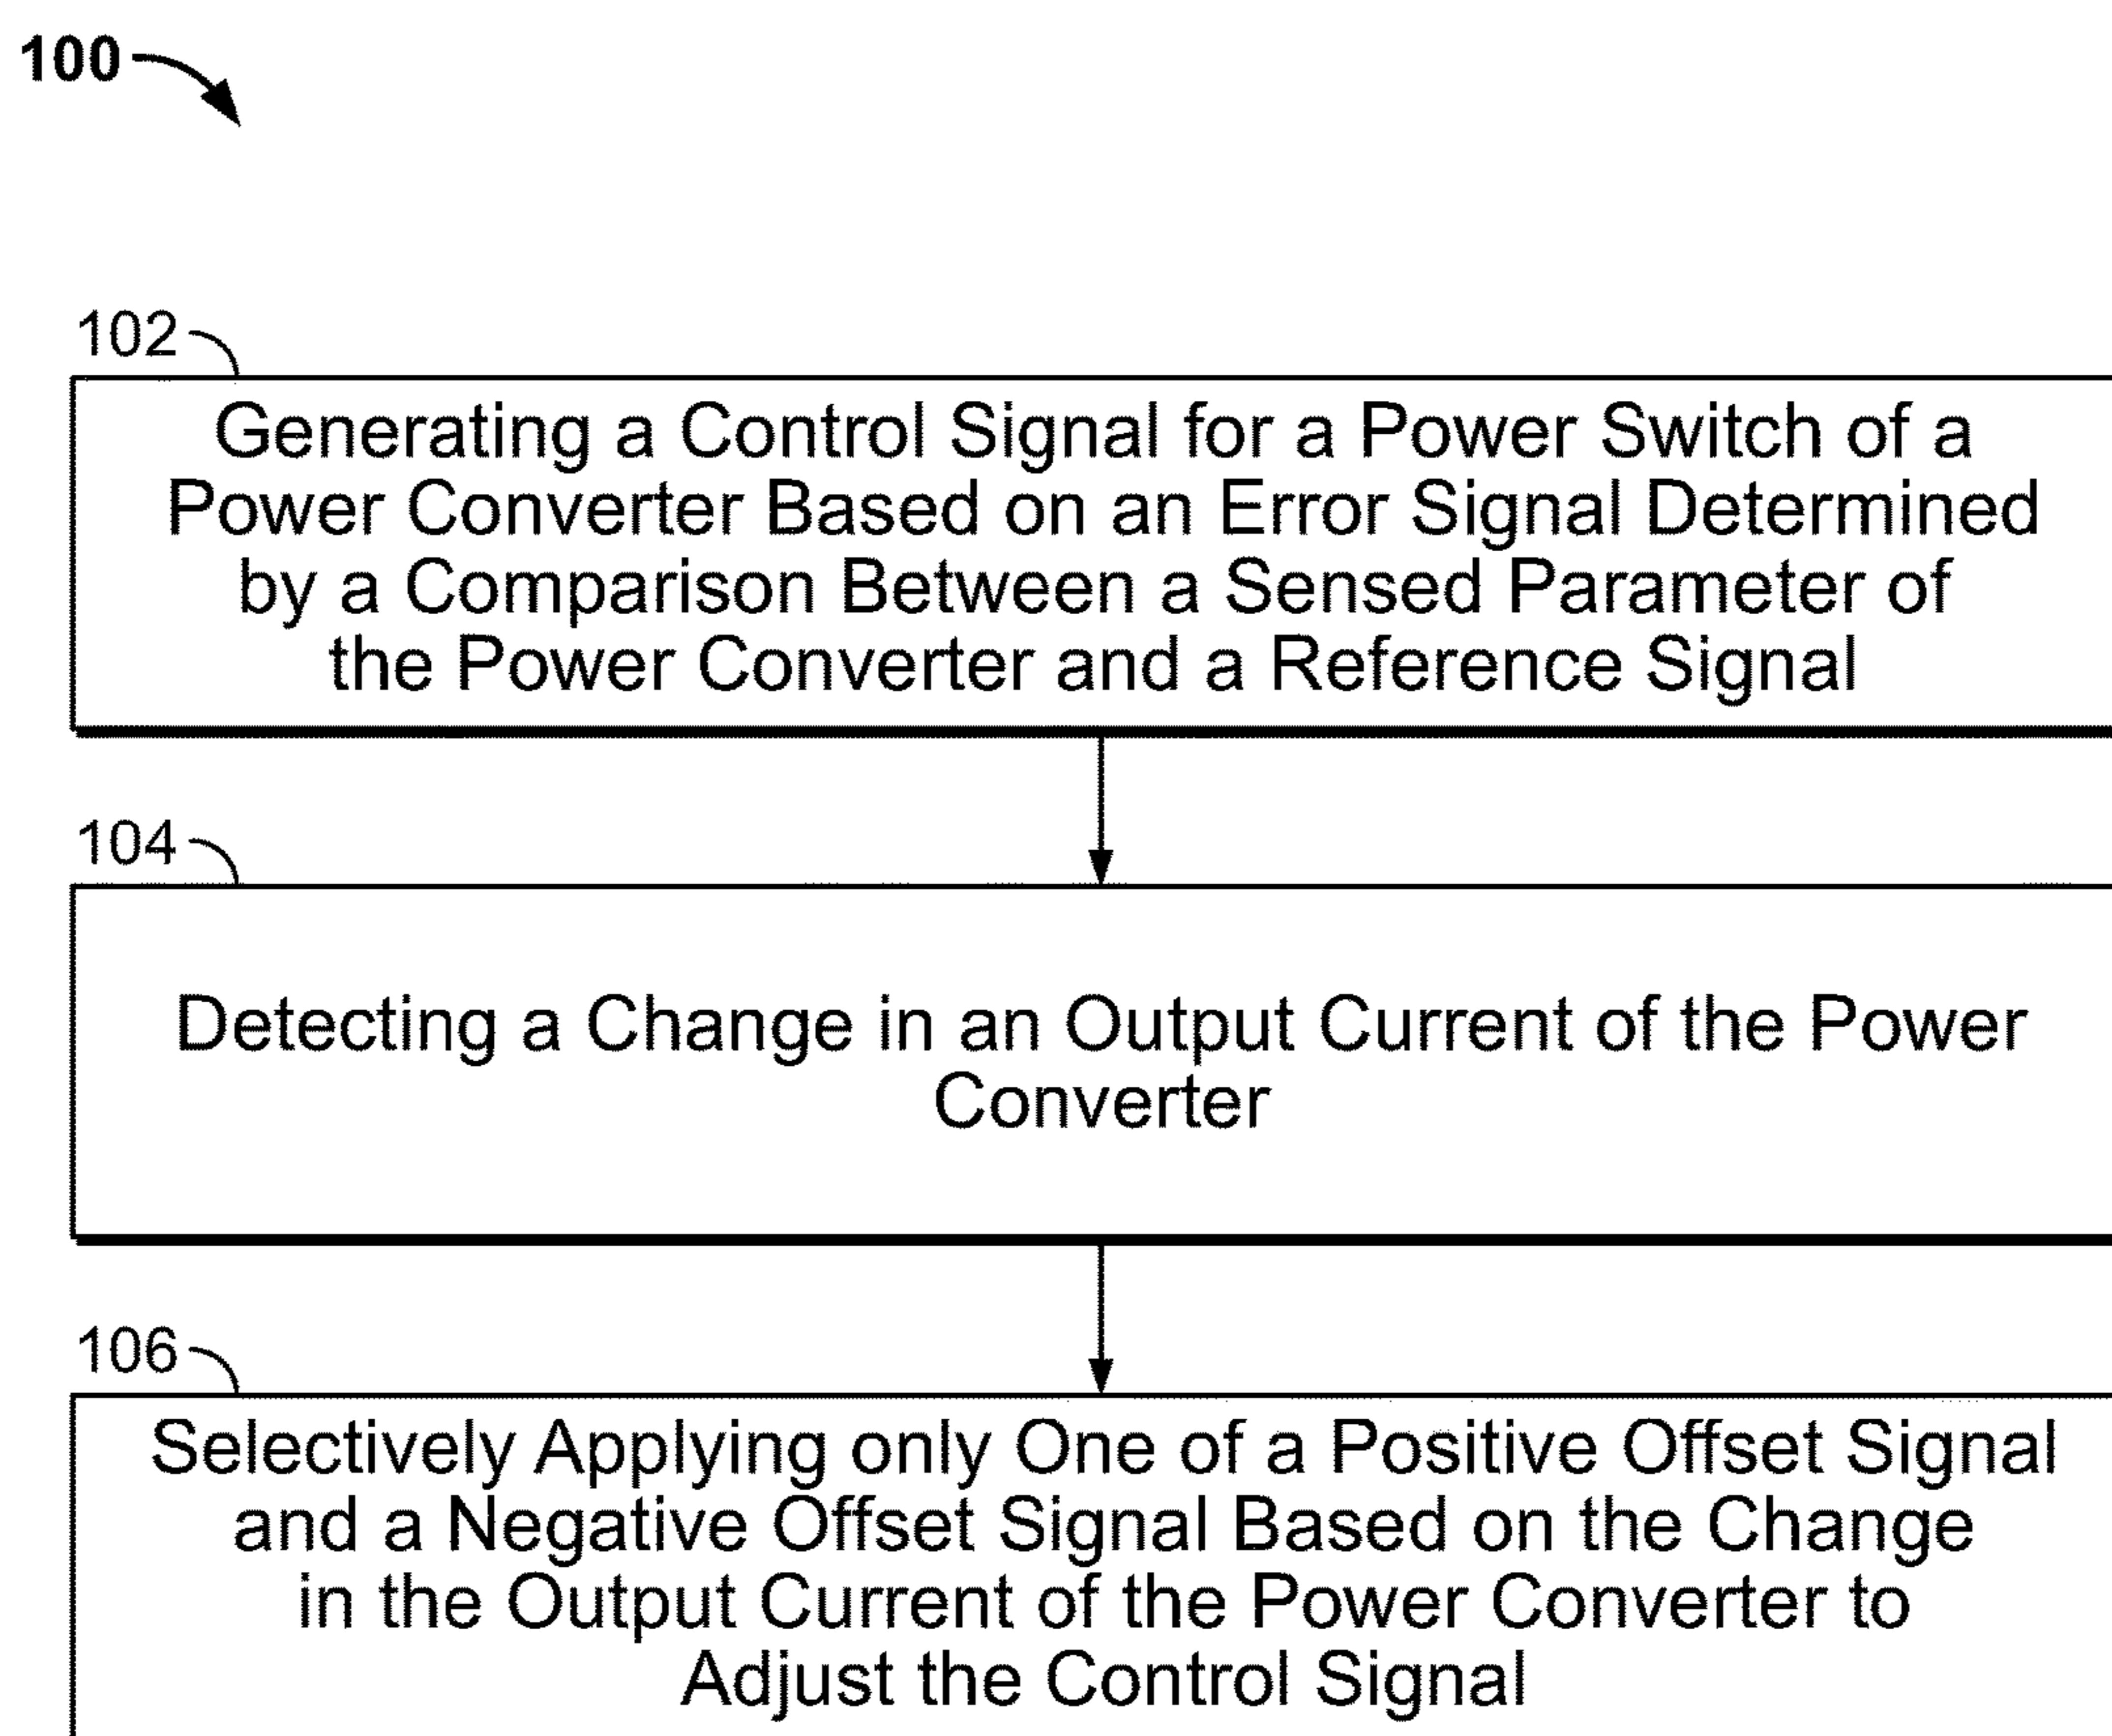 100
102
Generating a Control Signal for a Power Switch of a
Power Converter Based on an Error Signal Determined
by a Comparison Between a Sensed Parameter of
the Power Converter and a Reference Signal
104
Detecting a Change in an Output Current of the Power
Converter
106
Selectively Applying only One of a Positive Offset Signal
and a Negative Offset Signal Based on the Change
in the Output Current of the Power Converter to
Adjust the Control Signal